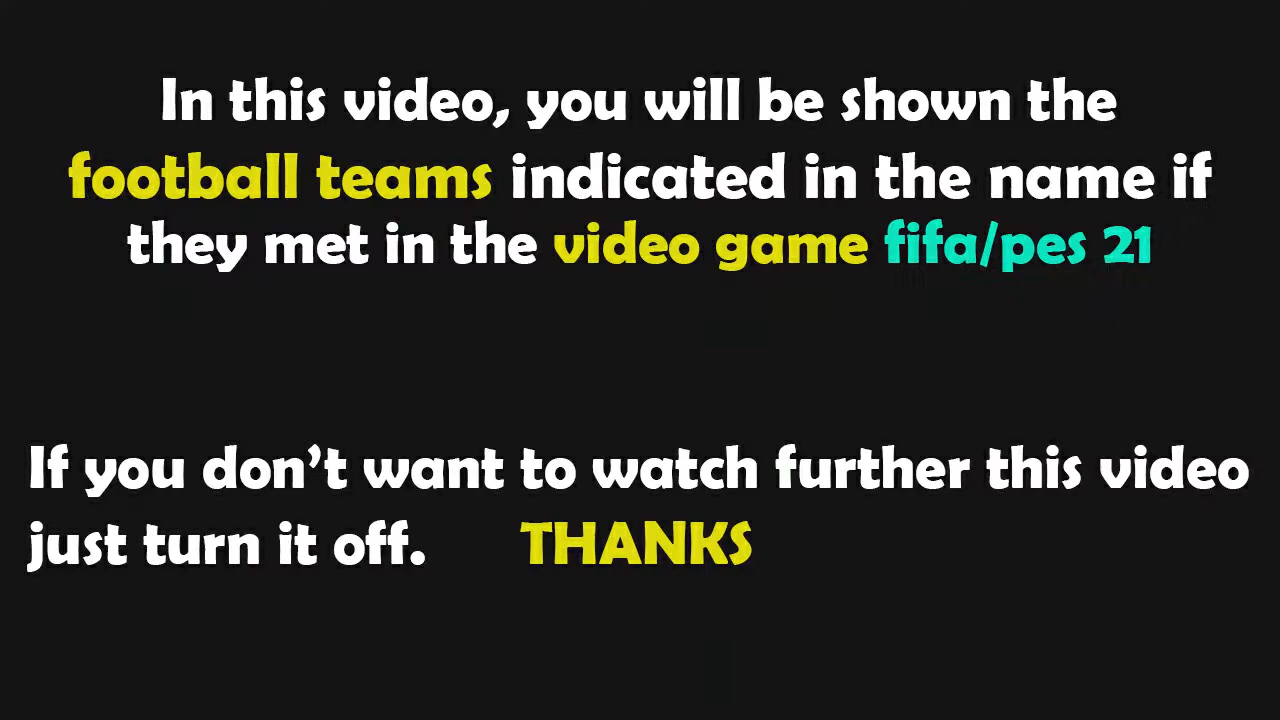 In this video, you will be shown the
football teams indicated in the name if
they met in the video game fifa/pes 21
If you don't want to watch further this video
just turn it off. THANKS